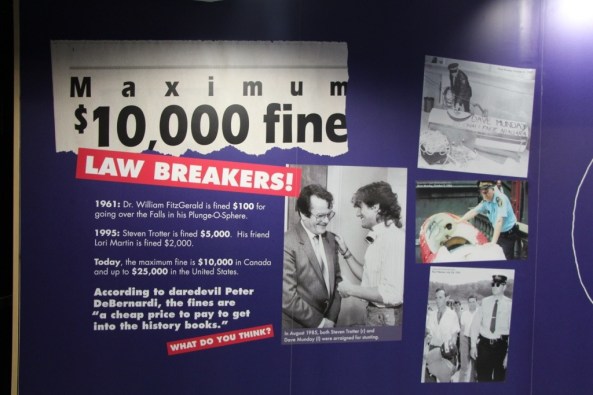 Maximum
$10,000 fine
LAW BREAKERS!
1961: Dr. William FitzGerald is fined $100 for
going over the Falls in his Plunge-O-Sphere.
1995: Steven Trotter is fined $5,000. His friend
Lori Martin is fined $2,000.
Today, the maximum fine is $10,000 in Canada
and up to $25,000 in the United States.
According to daredevil Peter
DeBernardi, the fines are
"a cheap price to pay to get
into the history books."
WHAT DO YOU THINK?
In August 1985, both Steven Trotter (r) and
Dave Munday (l) were arraigned for stunting.
DAVE MUNDAY